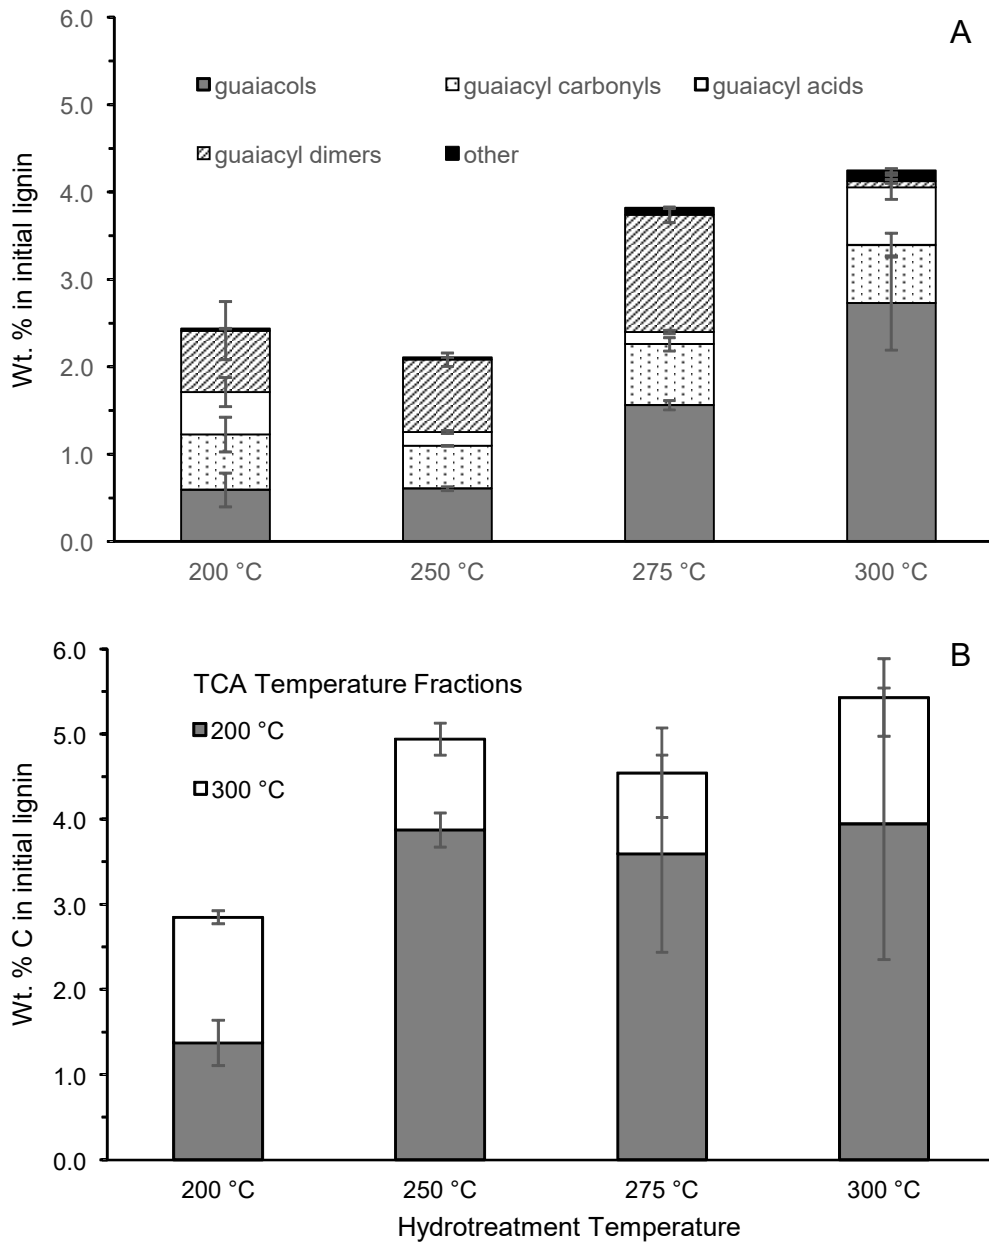 A
6.0
5.0
4.0
3.0
2.0
1.0
0.0
Wt. % in initial lignin
guaiacols guaiacyl carbonyls guaiacyl acids
guaiacyl dimers other
200 °C 250 °C 275 °C 300 °C
B
6.0
5.0
4.0
3.0
2.0
1.0
0.0
Wt. % C in initial lignin
TCA Temperature Fractions
200 °C
300 °C
200 °C 250 °C 275 °C 300 °C
Hydrotreatment Temperature